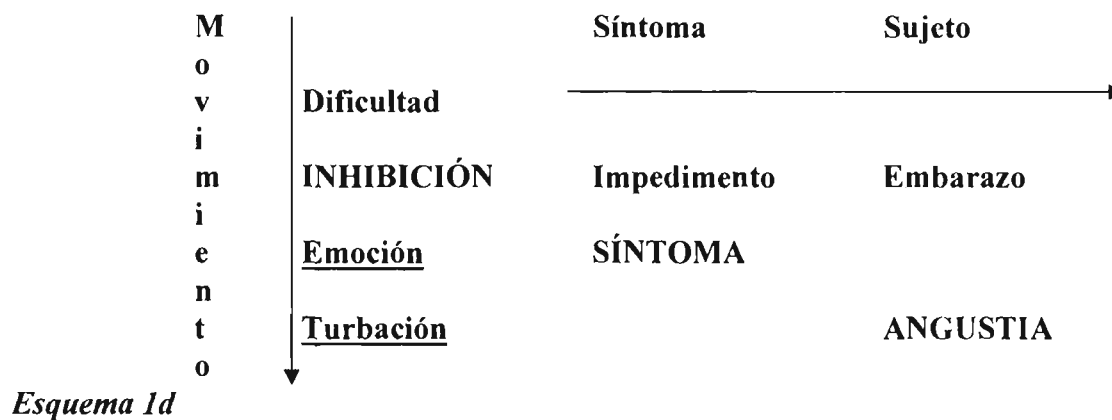 M Síntoma Sujeto
o
v Dificultad
i
m INHIBICIÓN Impedimento Embarazo
i
e Emoción SÍNTOMA
n
t Turbación ANGUSTIA
o
Esquema 1d